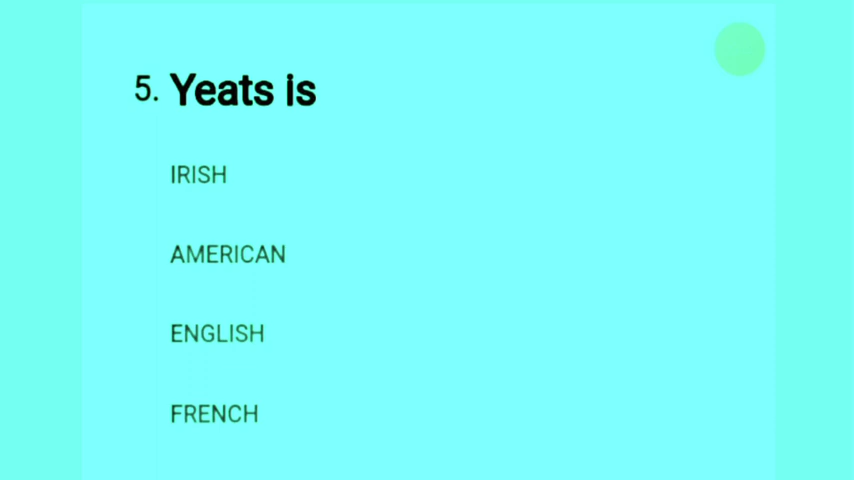 5. Yeats is
IRISH
AMERICAN
ENGLISH
FRENCH